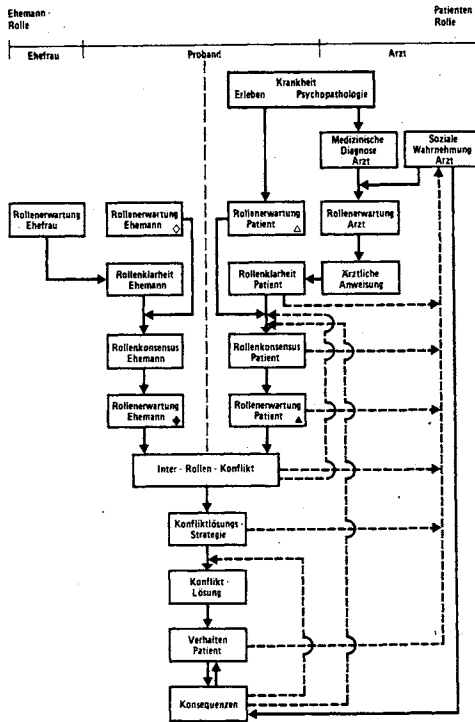 Ehemann -
Rolle
Patienten
Rolle
Ehefrau
Proband
Arzt
Krankheit
Erleben Psychopathologie
Medizinische
Diagnose
Arzt
Soziale
Wahrnehmung
Arzt
Rollenerwartung
Ehefrau
Rollenerwartung
Ehemann
Rollenerwartung
Patient
Rollenerwartung
Arzt
Rollenklarheit
Ehemann
Rollenklarheit
Patient
Ärztliche
Anweisung
Rollenkonsensus
Ehemann
Rollenkonsensus
Patient
Rollenerwartung
Ehemann
Rollenerwartung
Patient
Inter - Rollen - Konflikt
Konfliktlösungs -
Strategie
Konflikt -
Lösung
Verhalten
Patient
Konsequenzen